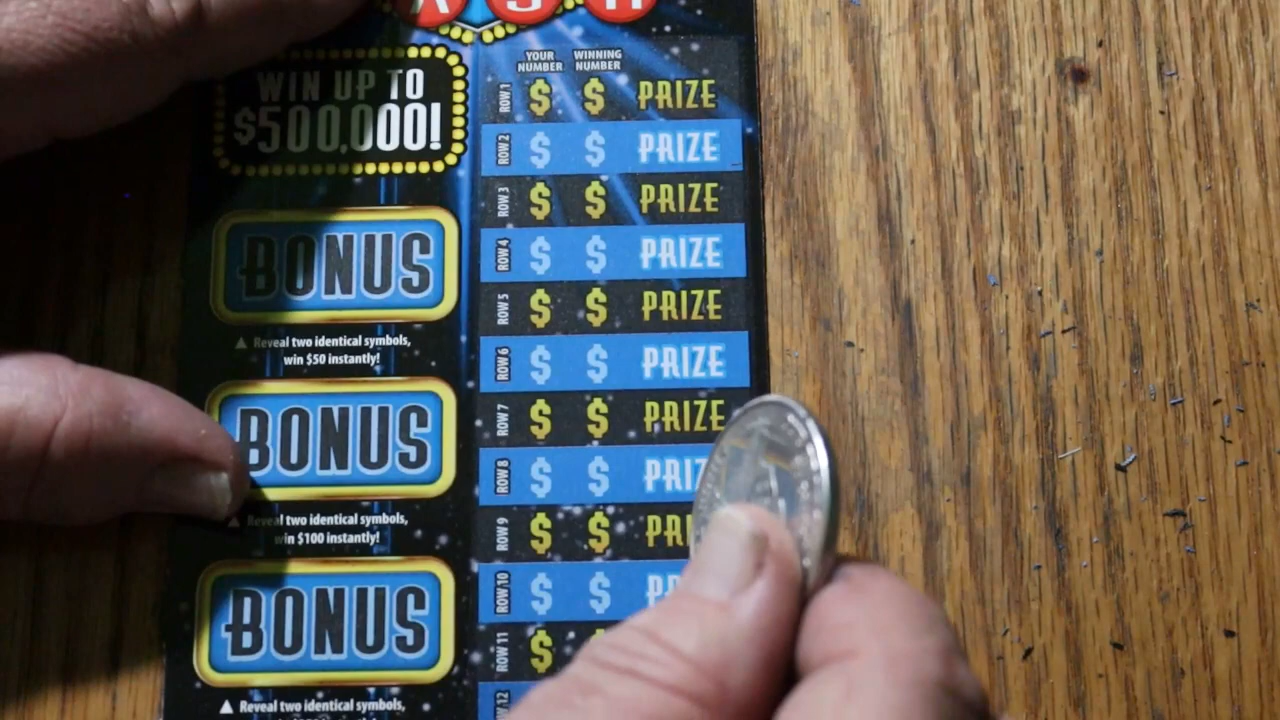 WIN UP TO
$500,000!
BONUS
▲ Reveal two identical symbols,
win $50 instantly!
BONUS
▲ Reveal two identical symbols,
win $100 instantly!
BONUS
▲ Reveal two identical symbols,
YOUR NUMBER WINNING NUMBER
ROW 1 $ $ PRIZE
ROW 2 $ $ PRIZE
ROW 3 $ $ PRIZE
ROW 4 $ $ PRIZE
ROW 5 $ $ PRIZE
ROW 6 $ $ PRIZE
ROW 7 $ $ PRIZE
ROW 8 $ $ PRIZ
ROW 9 $ $ PRI
ROW 10 $ $ P
ROW 11 $ $
12